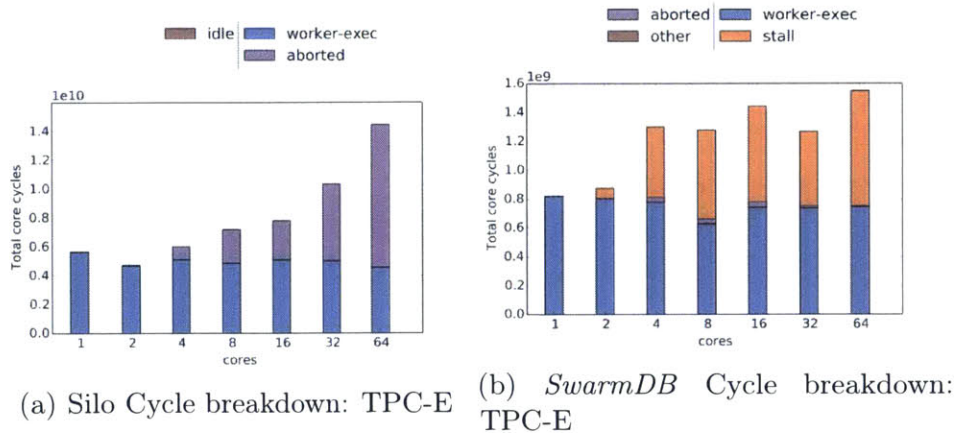 idle worker-exec
aborted
1e10
1.4
1.2
1.0
0.8
0.6
0.4
0.2
0.0
Total core cycles
1 2 4 8 16 32 64
cores
(a) Silo Cycle breakdown: TPC-E
aborted worker-exec
other stall
1e9
1.6
1.4
1.2
1.0
0.8
0.6
0.4
0.2
0.0
Total core cycles
1 2 4 8 16 32 64
cores
(b) SwarmDB Cycle breakdown:
TPC-E